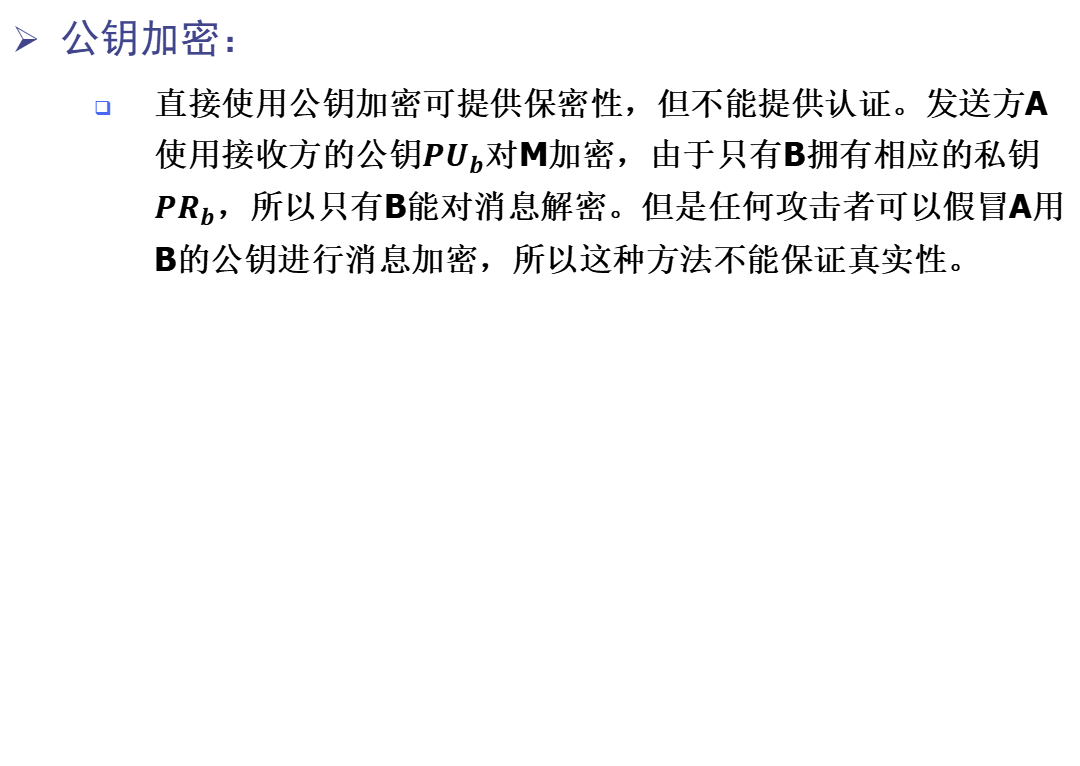 公钥加密：
直接使用公钥加密可提供保密性，但不能提供认证。发送方A
使用接收方的公钥PU_b对M加密，由于只有B拥有相应的私钥
PR_b，所以只有B能对消息解密。但是任何攻击者可以假冒A用
B的公钥进行消息加密，所以这种方法不能保证真实性。